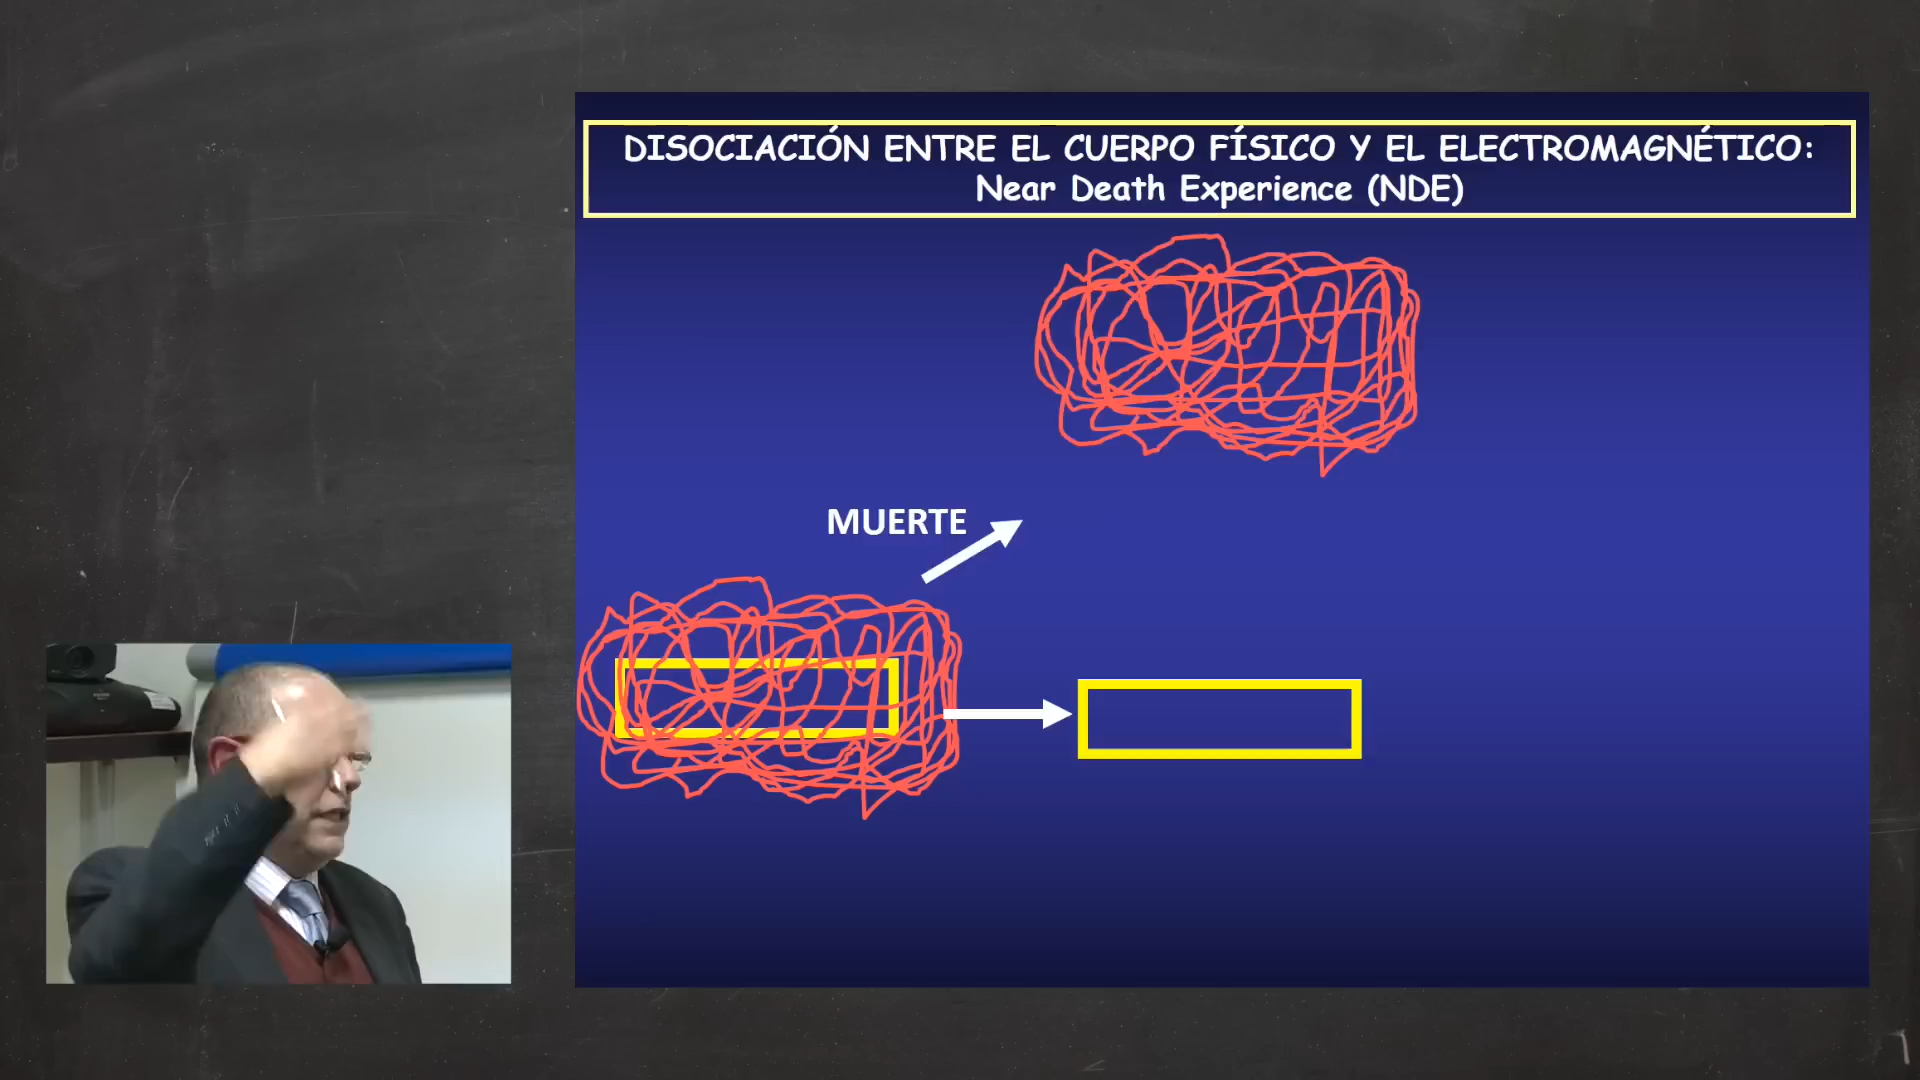 DISOCIACIÓN ENTRE EL CUERPO FÍSICO Y EL ELECTROMAGNÉTICO:
Near Death Experience (NDE)
MUERTE